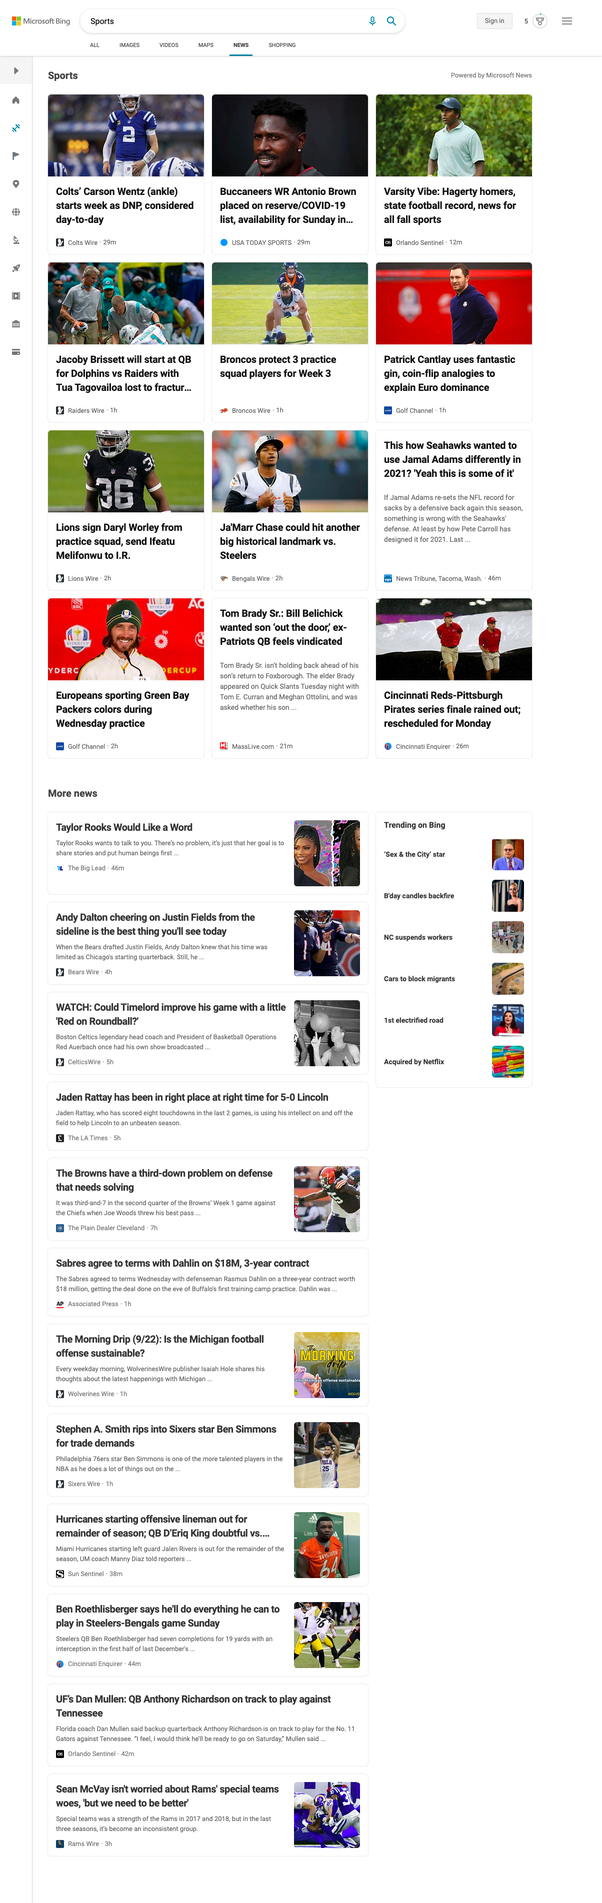 Microsoft Bing
Sports
Sign in
5
ALL
IMAGES
VIDEOS
MAPS
NEWS
SHOPPING
Sports
Powered by Microsoft News
Colts' Carson Wentz (ankle)
starts week as DNP, considered
day-to-day
Colts Wire · 29m
Buccaneers WR Antonio Brown
placed on reserve/COVID-19
list, availability for Sunday in...
USA TODAY SPORTS · 29m
Varsity Vibe: Hagerty homers,
state football record, news for
all fall sports
Orlando Sentinel · 12m
Jacoby Brissett will start at QB
for Dolphins vs Raiders with
Tua Tagovailoa lost to fractur...
Raiders Wire · 1h
Broncos protect 3 practice
squad players for Week 3
Broncos Wire · 1h
Patrick Cantlay uses fantastic
gin, coin-flip analogies to
explain Euro dominance
Golf Channel · 1h
36
Lions sign Daryl Worley from
practice squad, send Ifeatu
Melifonwu to I.R.
Lions Wire · 2h
Ja'Marr Chase could hit another
big historical landmark vs.
Steelers
Bengals Wire · 2h
This how Seahawks wanted to
use Jamal Adams differently in
2021? 'Yeah this is some of it'
If Jamal Adams re-sets the NFL record for
sacks by a defensive back again this season,
something is wrong with the Seahawks'
defense. At least by how Pete Carroll has
designed it for 2021. Last ...
News Tribune, Tacoma, Wash. · 46m
Europeans sporting Green Bay
Packers colors during
Wednesday practice
Golf Channel · 2h
Tom Brady Sr.: Bill Belichick
wanted son 'out the door,' ex-
Patriots QB feels vindicated
Tom Brady Sr. isn't holding back ahead of his
son's return to Foxborough. The elder Brady
appeared on Quick Slants Tuesday night with
Tom E. Curran and Meghan Ottolini, and was
asked whether his son ...
MassLive.com · 21m
Cincinnati Reds-Pittsburgh
Pirates series finale rained out;
rescheduled for Monday
Cincinnati Enquirer · 26m
More news
Taylor Rooks Would Like a Word
Taylor Rooks wants to talk to you. There's no problem, it's just that her goal is to
share stories and put human beings first ...
The Big Lead · 46m
Andy Dalton cheering on Justin Fields from the
sideline is the best thing you'll see today
When the Bears drafted Justin Fields, Andy Dalton knew that his time was
limited as Chicago's starting quarterback. Still, he ...
Bears Wire · 4h
WATCH: Could Timelord improve his game with a little
'Red on Roundball?'
Boston Celtics legendary head coach and President of Basketball Operations
Red Auerbach once had his own show broadcasted ...
CelticsWire · 5h
Jaden Rattay has been in right place at right time for 5-0 Lincoln
Jaden Rattay, who has scored eight touchdowns in the last 2 games, is using his intellect on and off the
field to help Lincoln to an unbeaten season.
The LA Times · 5h
The Browns have a third-down problem on defense
that needs solving
It was third-and-7 in the second quarter of the Browns' Week 1 game against
the Chiefs when Joe Woods threw his best pass ...
The Plain Dealer Cleveland · 7h
Sabres agree to terms with Dahlin on $18M, 3-year contract
The Sabres agreed to terms Wednesday with defenseman Rasmus Dahlin on a three-year contract worth
$18 million, getting the deal done on the eve of Buffalo's first training camp practice. Dahlin was ...
Associated Press · 1h
The Morning Drip (9/22): Is the Michigan football
offense sustainable?
Every weekday morning, WolverinesWire publisher Isaiah Hole shares his
thoughts about the latest happenings with Michigan ...
Wolverines Wire · 1h
The
MORNING
drip
Stephen A. Smith rips into Sixers star Ben Simmons
for trade demands
Philadelphia 76ers star Ben Simmons is one of the more talented players in the
NBA as he does a lot of things out on the ...
Sixers Wire · 1h
Hurricanes starting offensive lineman out for
remainder of season; QB D'Eriq King doubtful vs....
Miami Hurricanes starting left guard Jalen Rivers is out for the remainder of the
season, UM coach Manny Diaz told reporters ...
Sun Sentinel · 38m
Ben Roethlisberger says he'll do everything he can to
play in Steelers-Bengals game Sunday
Steelers QB Ben Roethlisberger had seven completions for 19 yards with an
interception in the first half of last December's ...
Cincinnati Enquirer · 44m
UF's Dan Mullen: QB Anthony Richardson on track to play against
Tennessee
Florida coach Dan Mullen said backup quarterback Anthony Richardson is on track to play for the No. 11
Gators against Tennessee. "I feel, I would think he'll be ready to go on Saturday," Mullen said ...
Orlando Sentinel · 42m
Sean McVay isn't worried about Rams' special teams
woes, 'but we need to be better'
Special teams was a strength of the Rams in 2017 and 2018, but in the last
three seasons, it's become an inconsistent group.
Rams Wire · 3h
Trending on Bing
'Sex & the City' star
B'day candles backfire
NC suspends workers
Cars to block migrants
1st electrified road
Acquired by Netflix